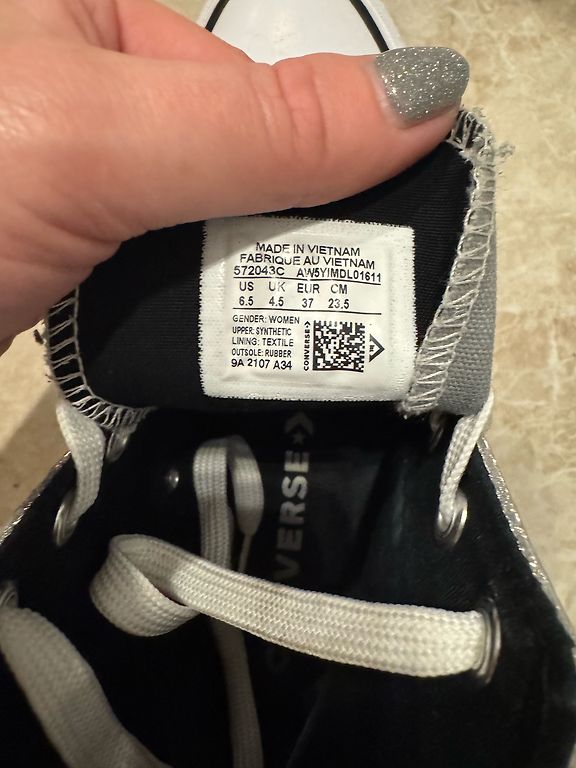 MADE IN VIETNAM
FABRIQUE AU VIETNAM
572043C AW5YIMDL01611
US UK EUR CM
6.5 4.5 37 23.5
GENDER: WOMEN
UPPER: SYNTHETIC
LINING: TEXTILE
OUTSOLE: RUBBER
9A 2107 A34
CONVERSE
CONVERSE